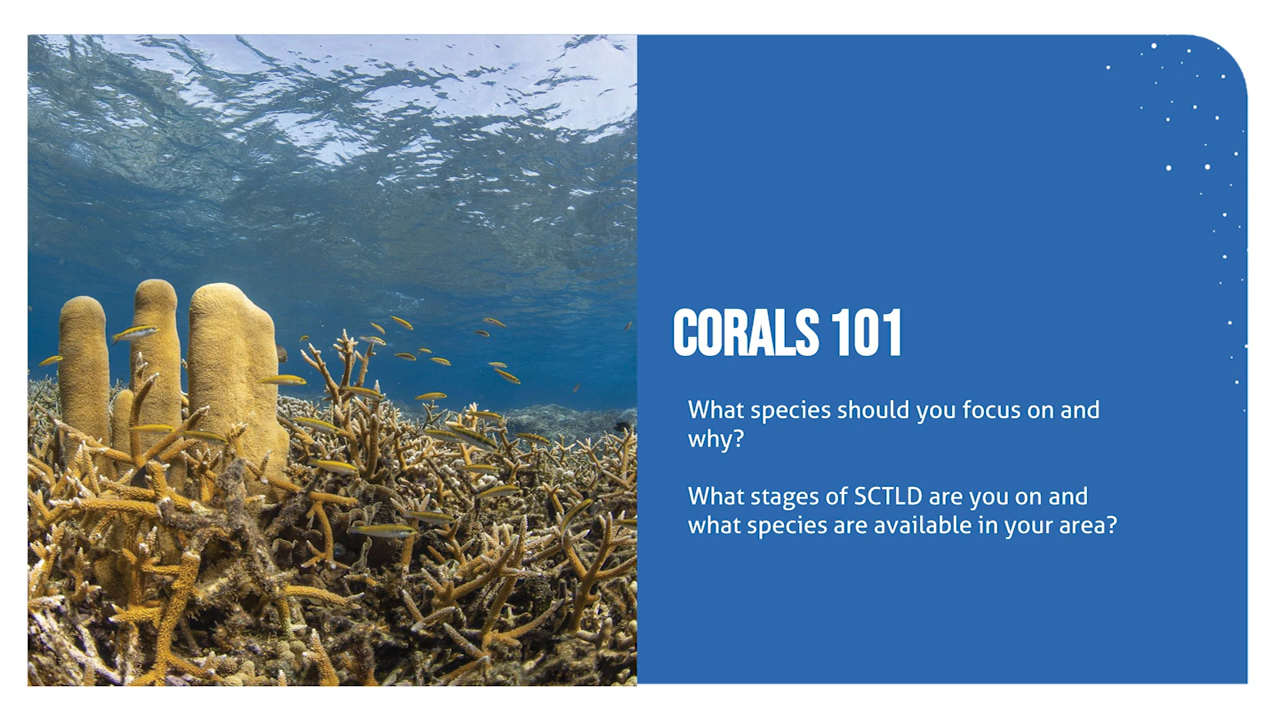 CORALS 101
What species should you focus on and
why?
What stages of SCTLD are you on and
what species are available in your area?